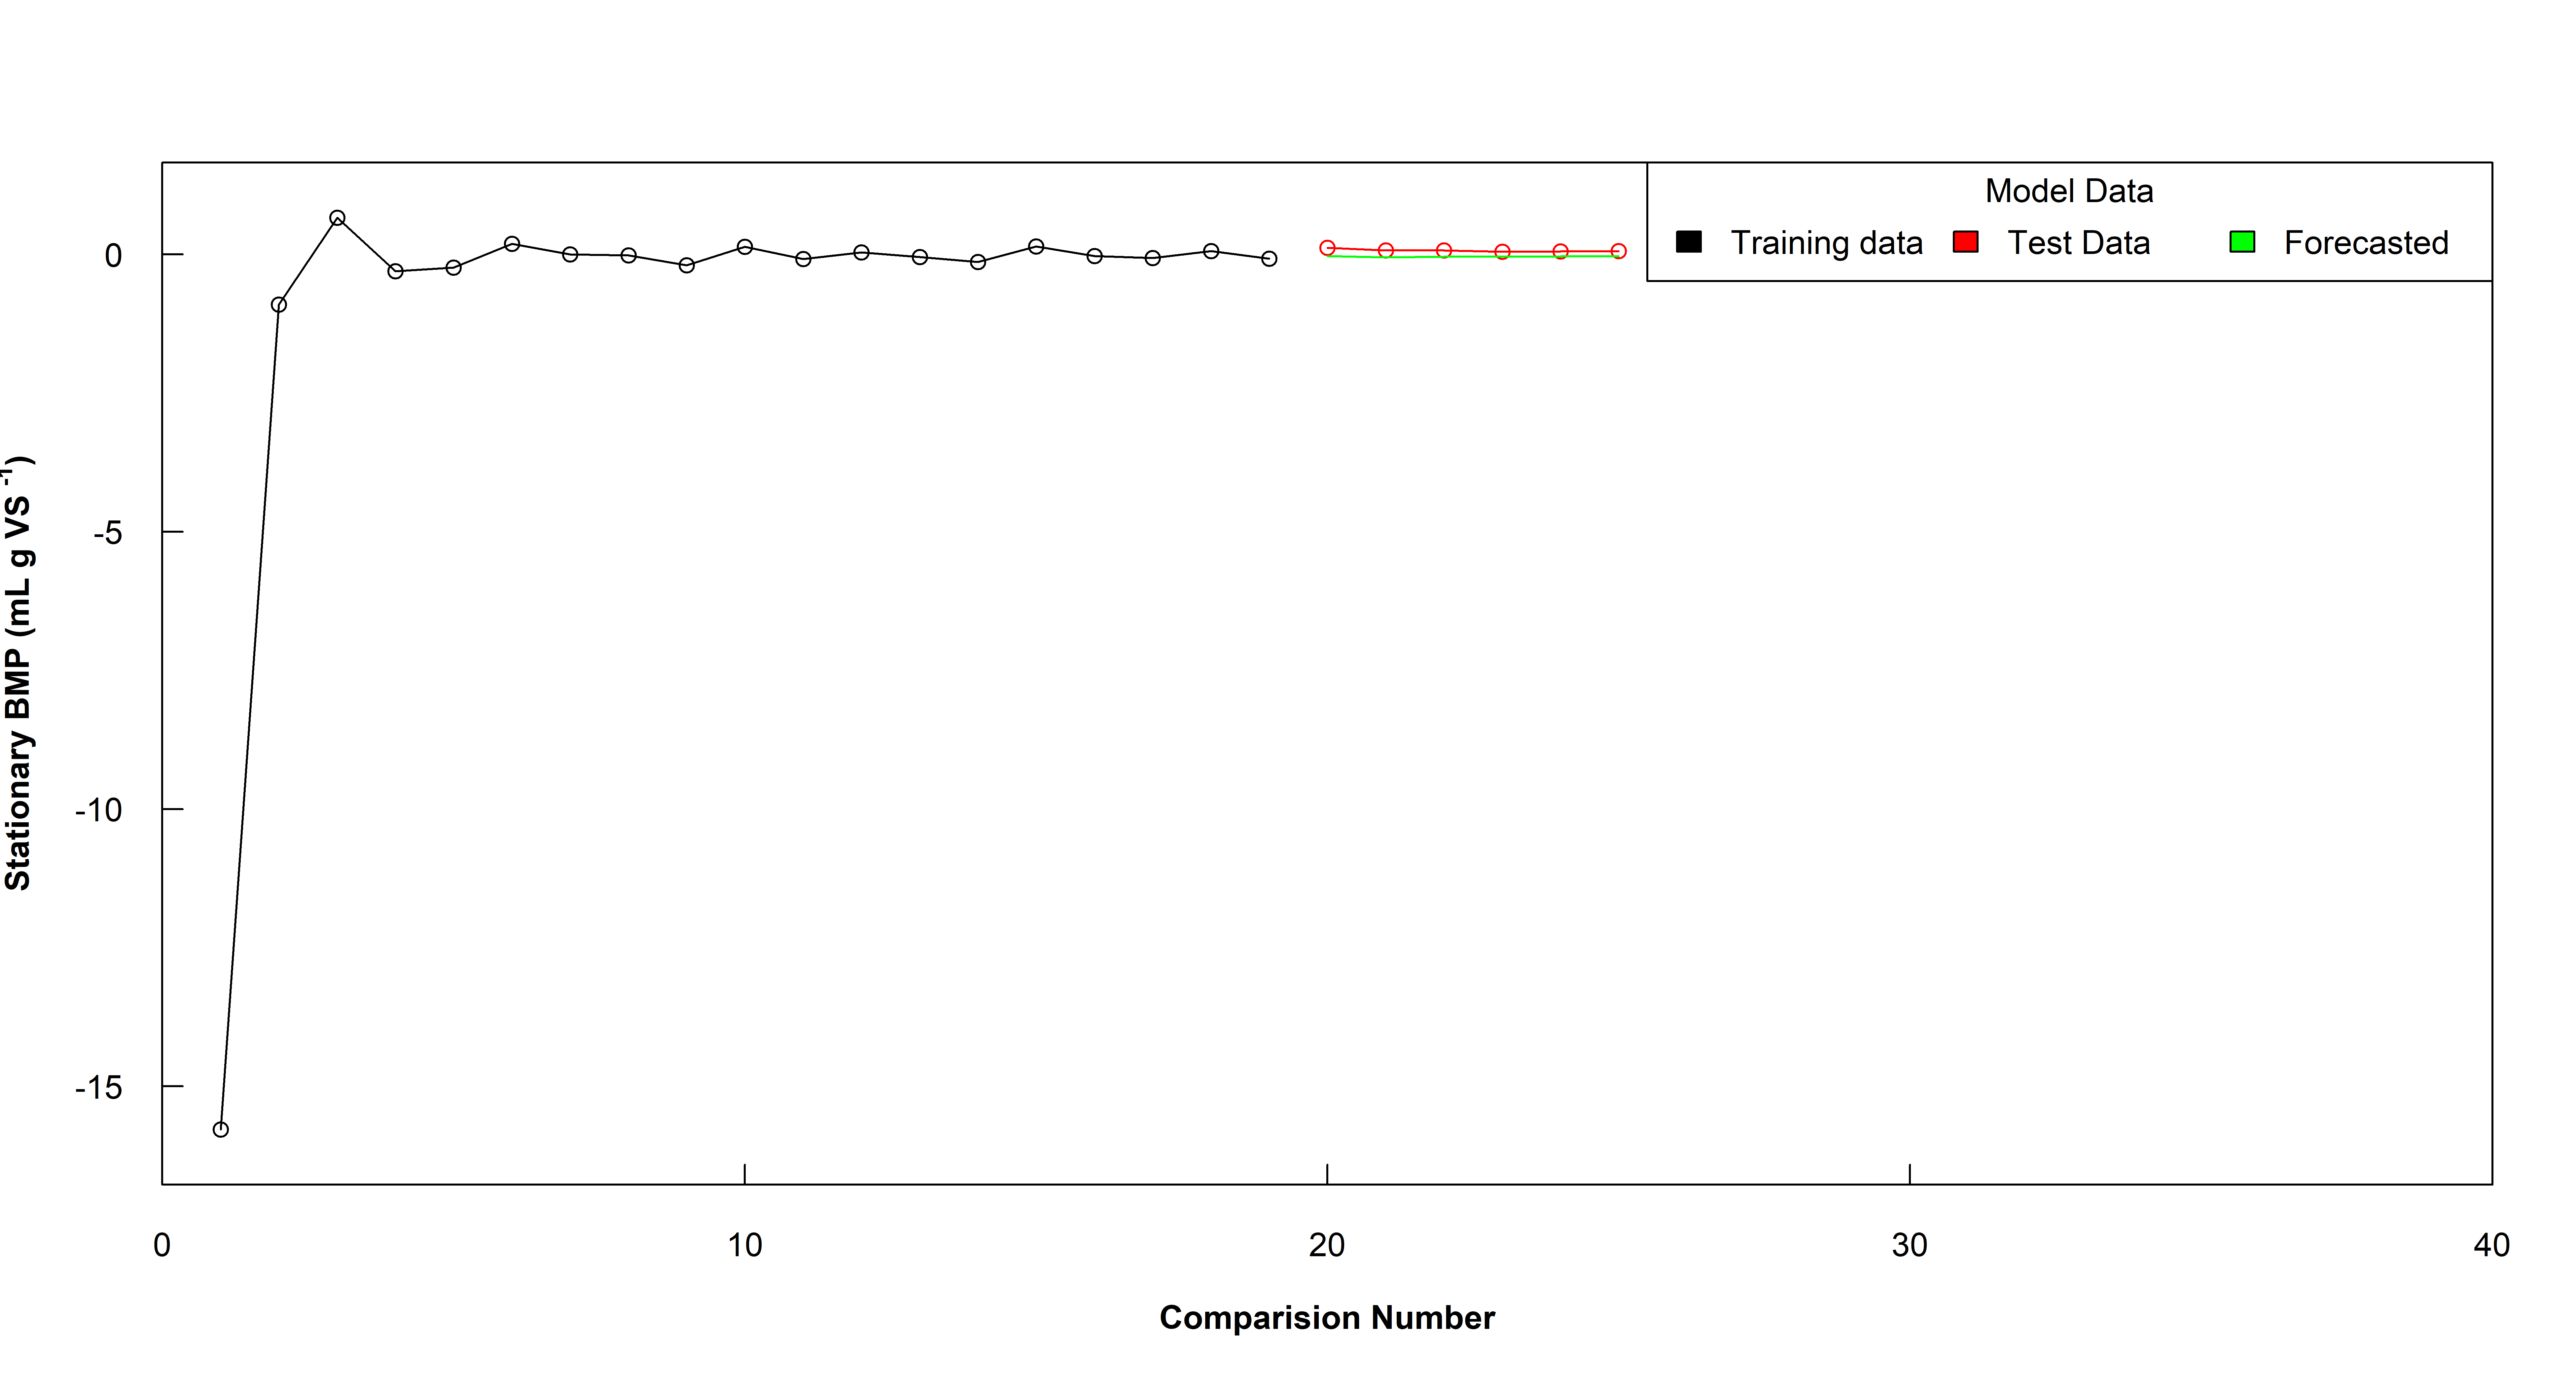 Model Data
Training data Test Data Forecasted
0
-5
-10
-15
Stationary BMP (mL g VS -1)
0 10 20 30 40
Comparision Number